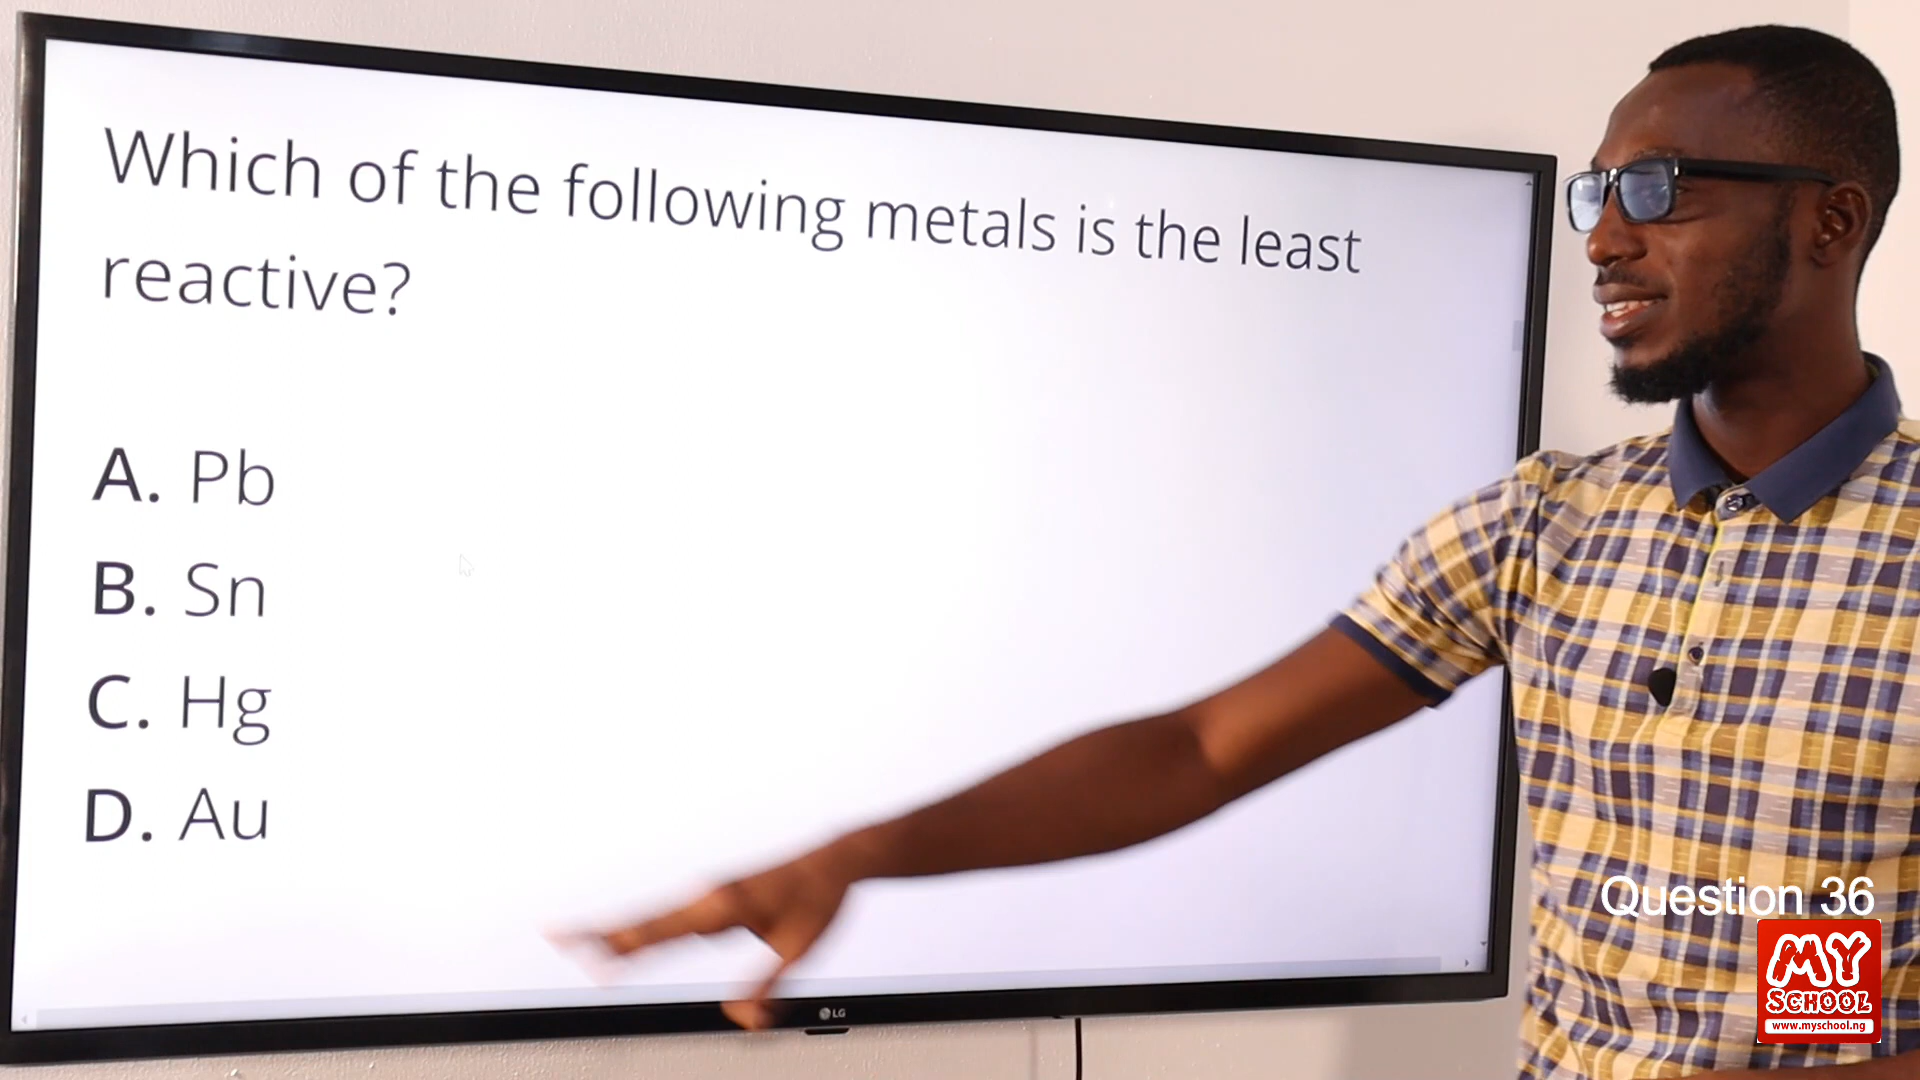 Which of the following metals is the least
reactive?
A. Pb
B. Sn
C. Hg
D. Au
LG
Question 36
MY
SCHOOL
www.myschool.ng